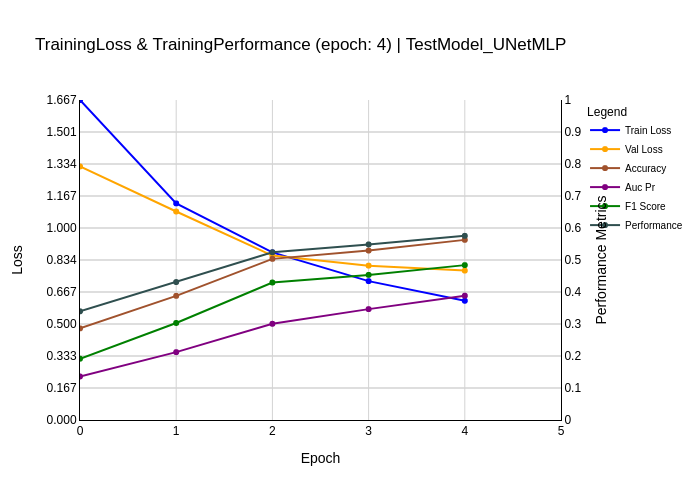 TrainingLoss & TrainingPerformance (epoch: 4) | TestModel_UNetMLP
Loss
1.667
1.501
1.334
1.167
1.000
0.834
0.667
0.500
0.333
0.167
0.000
0
1
2
3
4
5
Epoch
1
0.9
0.8
0.7
0.6
0.5
0.4
0.3
0.2
0.1
0
Performance Metrics
Legend
Train Loss
Val Loss
Accuracy
Auc Pr
F1 Score
Performance